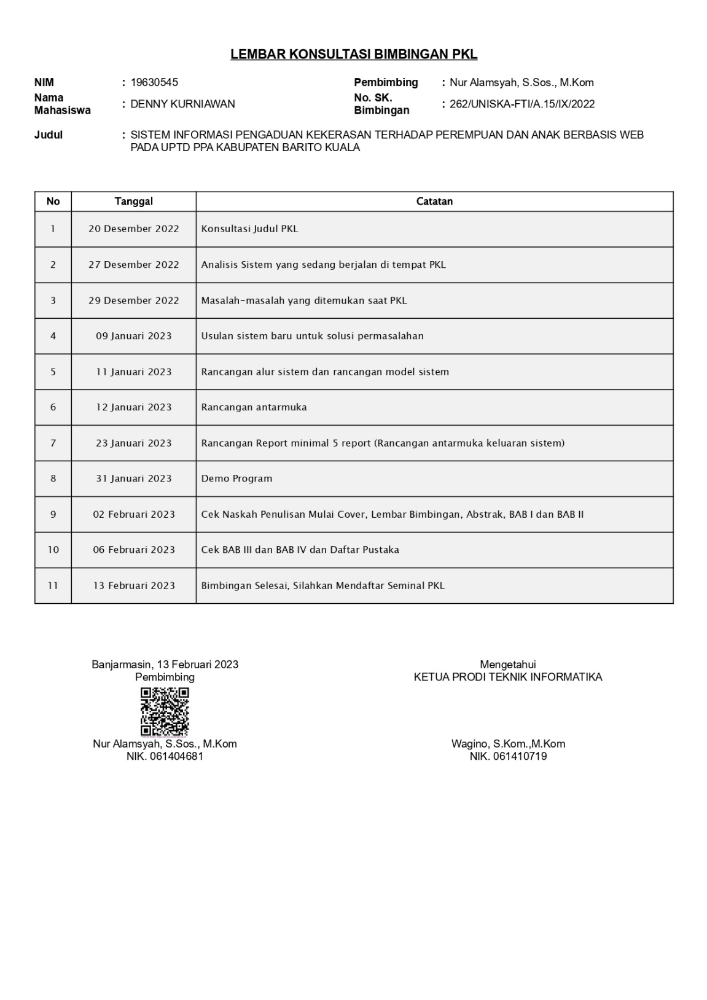 LEMBAR KONSULTASI BIMBINGAN PKL
NIM : 19630545 Pembimbing : Nur Alamsyah, S.Sos., M.Kom
Nama Mahasiswa : DENNY KURNIAWAN No. SK. Bimbingan : 262/UNISKA-FTI/A.15/IX/2022
Judul : SISTEM INFORMASI PENGADUAN KEKERASAN TERHADAP PEREMPUAN DAN ANAK BERBASIS WEB
PADA UPTD PPA KABUPATEN BARITO KUALA
No Tanggal Catatan
1 20 Desember 2022 Konsultasi Judul PKL
2 27 Desember 2022 Analisis Sistem yang sedang berjalan di tempat PKL
3 29 Desember 2022 Masalah-masalah yang ditemukan saat PKL
4 09 Januari 2023 Usulan sistem baru untuk solusi permasalahan
5 11 Januari 2023 Rancangan alur sistem dan rancangan model sistem
6 12 Januari 2023 Rancangan antarmuka
7 23 Januari 2023 Rancangan Report minimal 5 report (Rancangan antarmuka keluaran sistem)
8 31 Januari 2023 Demo Program
9 02 Februari 2023 Cek Naskah Penulisan Mulai Cover, Lembar Bimbingan, Abstrak, BAB I dan BAB II
10 06 Februari 2023 Cek BAB III dan BAB IV dan Daftar Pustaka
11 13 Februari 2023 Bimbingan Selesai, Silahkan Mendaftar Seminal PKL
Banjarmasin, 13 Februari 2023
Pembimbing
Nur Alamsyah, S.Sos., M.Kom
NIK. 061404681
Mengetahui
KETUA PRODI TEKNIK INFORMATIKA
Wagino, S.Kom.,M.Kom
NIK. 061410719